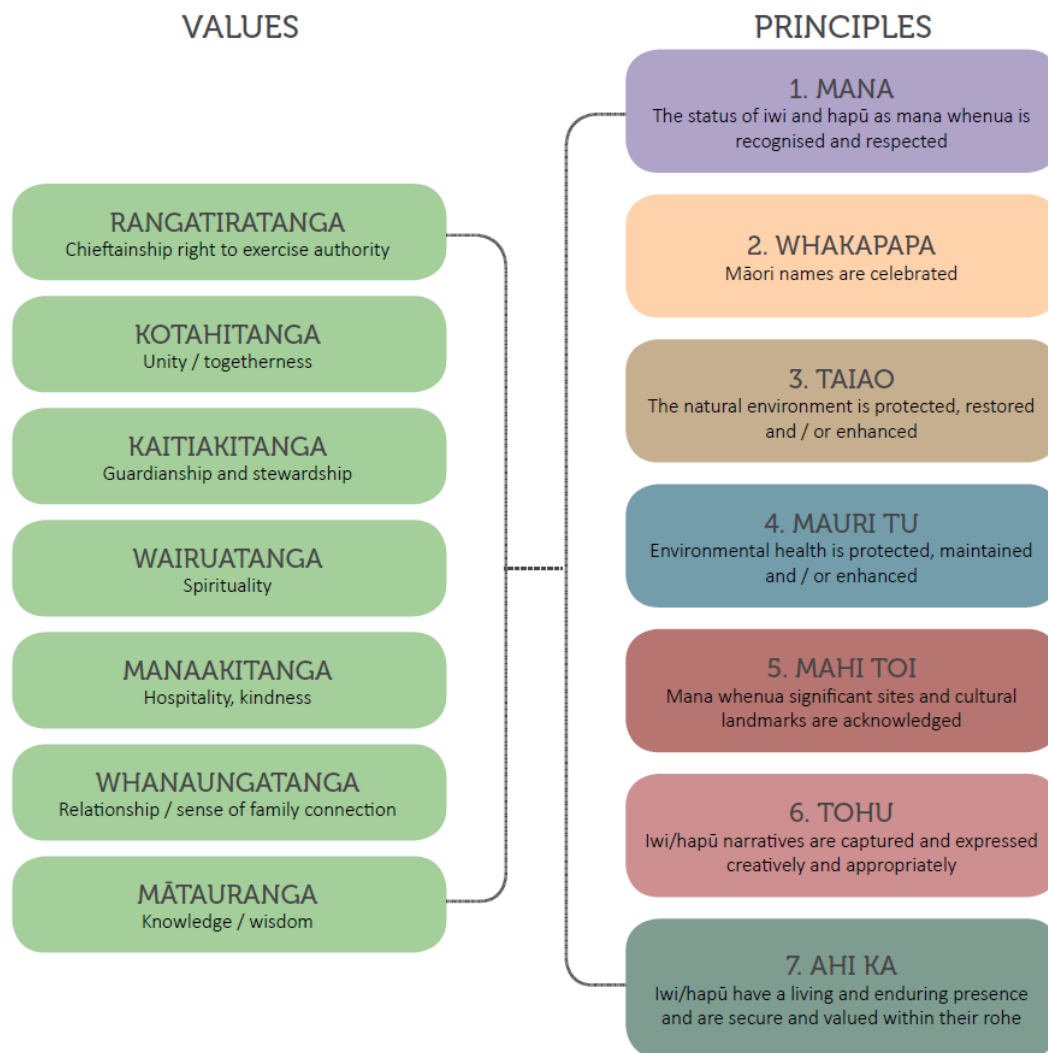 VALUES
RANGATIRATANGA
Chieftainship right to exercise authority
KOTAHITANGA
Unity / togetherness
KAITIAKITANGA
Guardianship and stewardship
WAIRUATANGA
Spirituality
MANAAKITANGA
Hospitality, kindness
WHANAUNGATANGA
Relationship / sense of family connection
MĀTAURANGA
Knowledge / wisdom
PRINCIPLES
1. MANA
The status of iwi and hapū as mana whenua is
recognised and respected
2. WHAKAPAPA
Māori names are celebrated
3. TAIAO
The natural environment is protected, restored
and / or enhanced
4. MAURI TU
Environmental health is protected, maintained
and / or enhanced
5. MAHI TOI
Mana whenua significant sites and cultural
landmarks are acknowledged
6. TOHU
Iwi/hapū narratives are captured and expressed
creatively and appropriately
7. AHI KA
Iwi/hapū have a living and enduring presence
and are secure and valued within their rohe